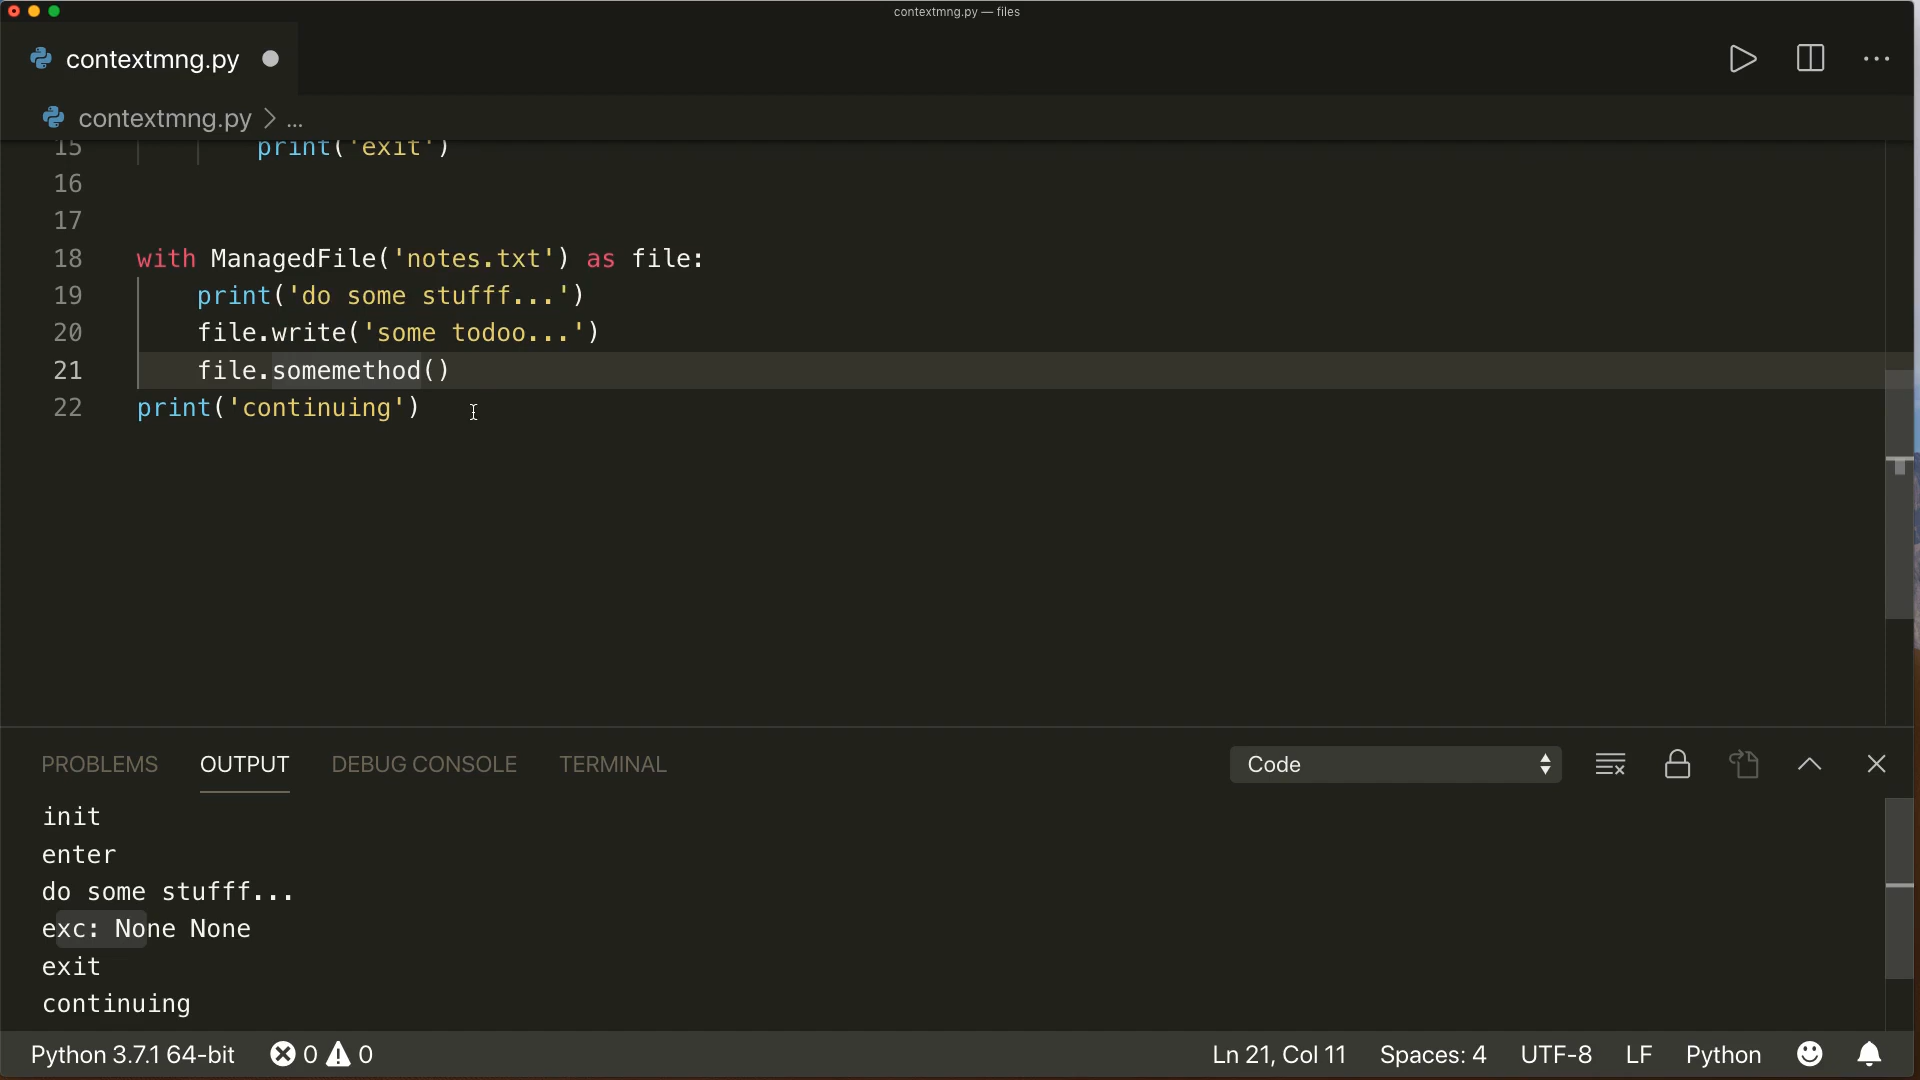 contextmng.py — files
contextmng.py
contextmng.py > ...
15 print('exit')
16
17
18 with ManagedFile('notes.txt') as file:
19 print('do some stufff...')
20 file.write('some todoo...')
21 file.somemethod()
22 print('continuing')
PROBLEMS OUTPUT DEBUG CONSOLE TERMINAL Code
init
enter
do some stufff...
exc: None None
exit
continuing
Python 3.7.1 64-bit 0 0 Ln 21, Col 11 Spaces: 4 UTF-8 LF Python